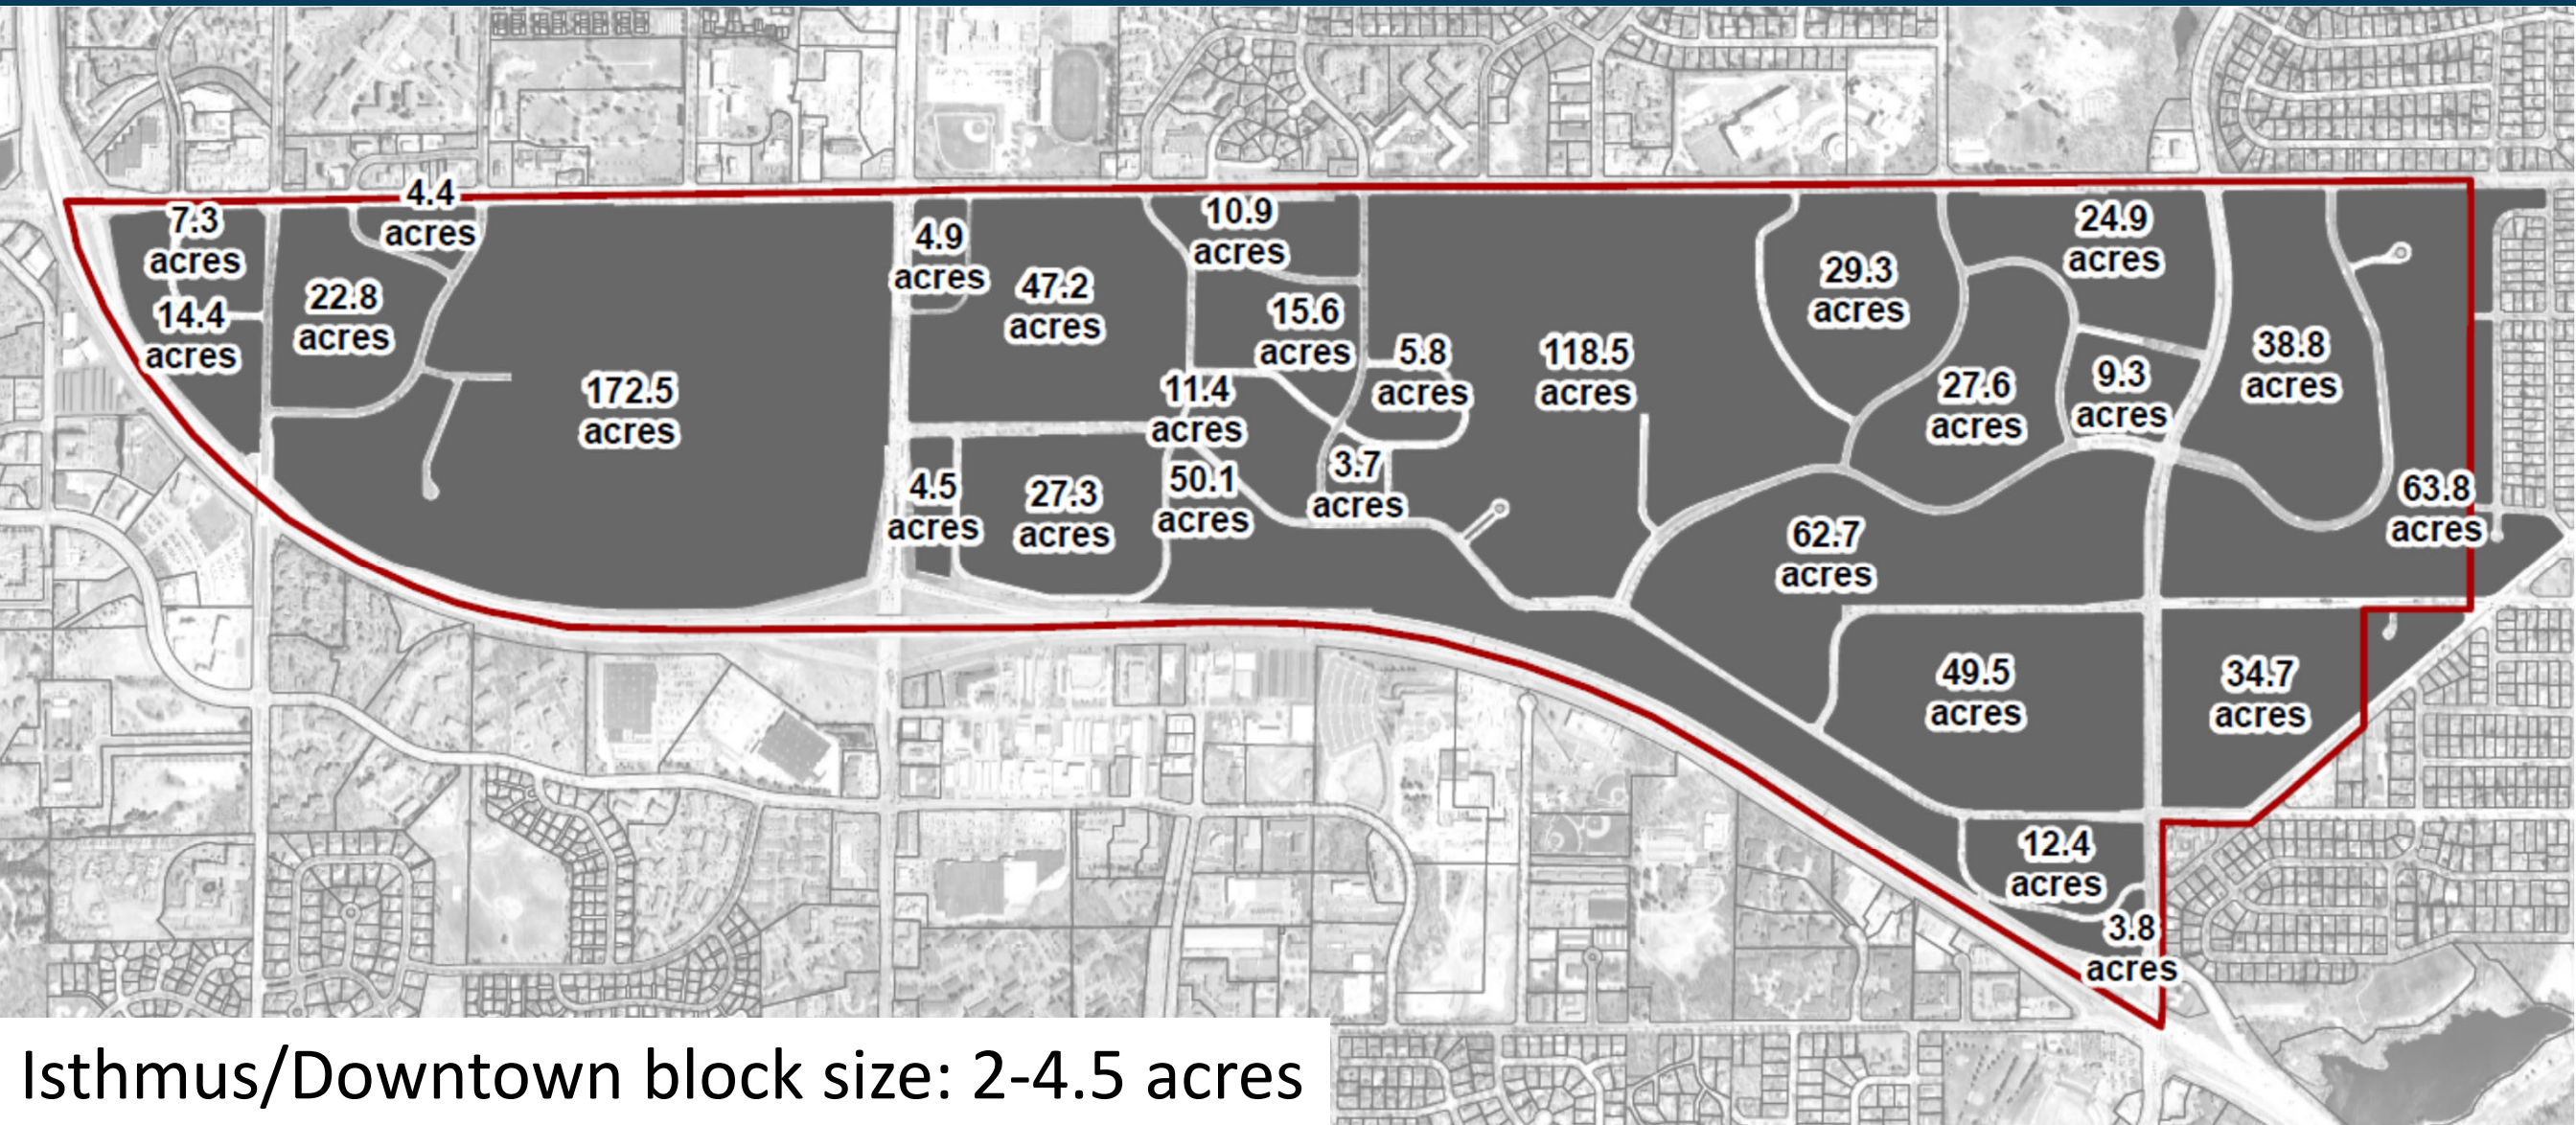 4.4
acres
7.3
acres
14.4
acres
22.8
acres
172.5
acres
4.9
acres
47.2
acres
10.9
acres
15.6
acres
5.8
acres
11.4
acres
118.5
acres
3.7
acres
50.1
acres
4.5
acres
27.3
acres
29.3
acres
24.9
acres
27.6
acres
9.3
acres
38.8
acres
63.8
acres
62.7
acres
49.5
acres
34.7
acres
12.4
acres
3.8
acres
Isthmus/Downtown block size: 2-4.5 acres